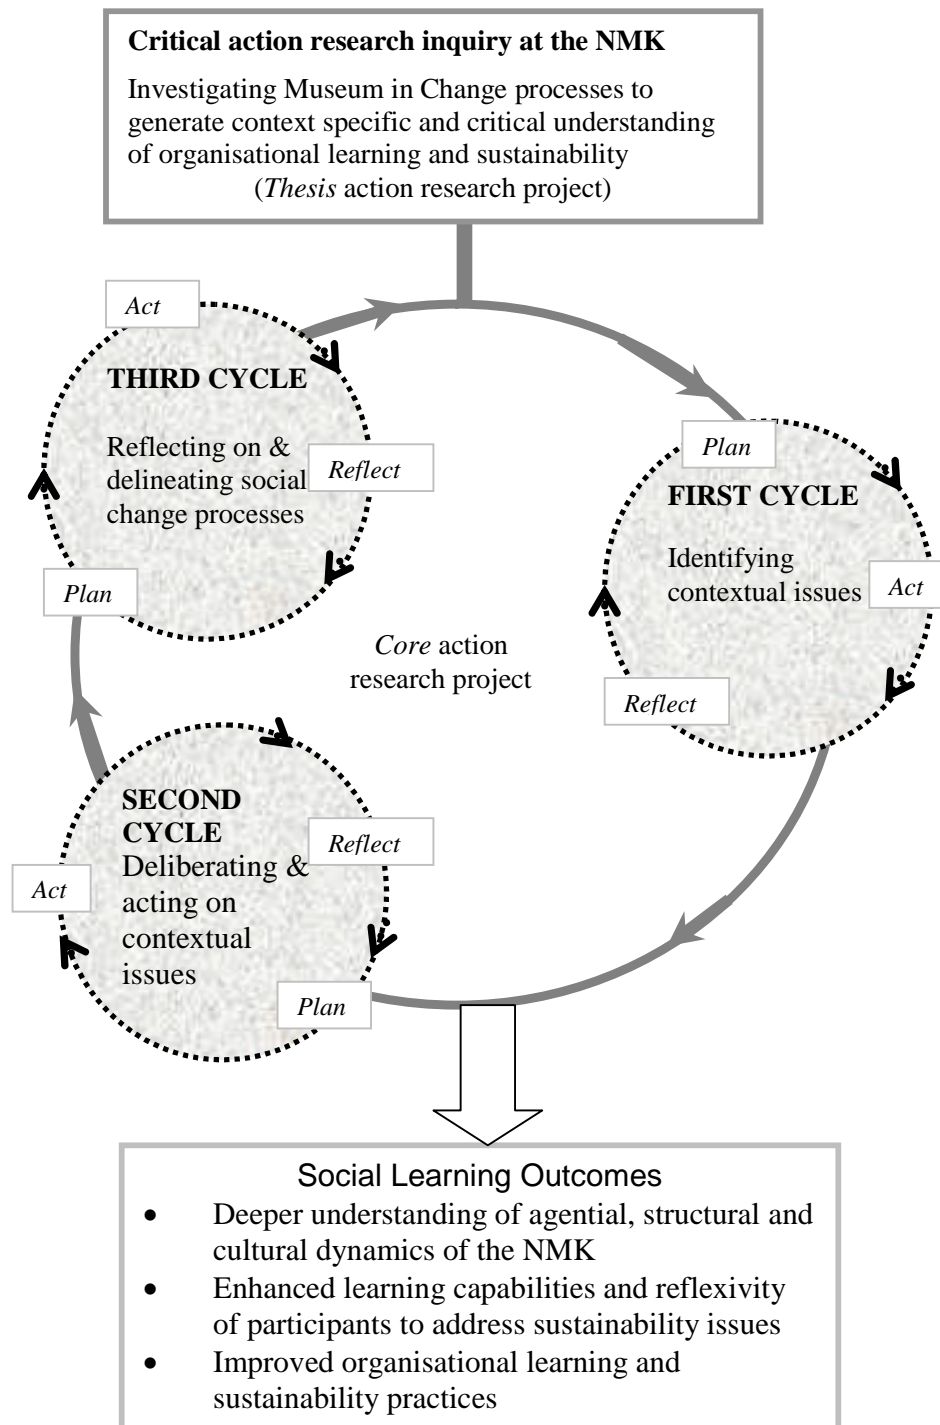 Critical action research inquiry at the NMK
Investigating Museum in Change processes to
generate context specific and critical understanding
of organisational learning and sustainability
(Thesis action research project)
Act
THIRD CYCLE
Reflecting on &
delineating social
change processes
Reflect
Plan
Plan
FIRST CYCLE
Identifying
contextual issues
Act
Reflect
Core action
research project
SECOND
CYCLE
Deliberating &
acting on
contextual
issues
Reflect
Act
Plan
Social Learning Outcomes
• Deeper understanding of agential, structural and
cultural dynamics of the NMK
• Enhanced learning capabilities and reflexivity
of participants to address sustainability issues
• Improved organisational learning and
sustainability practices